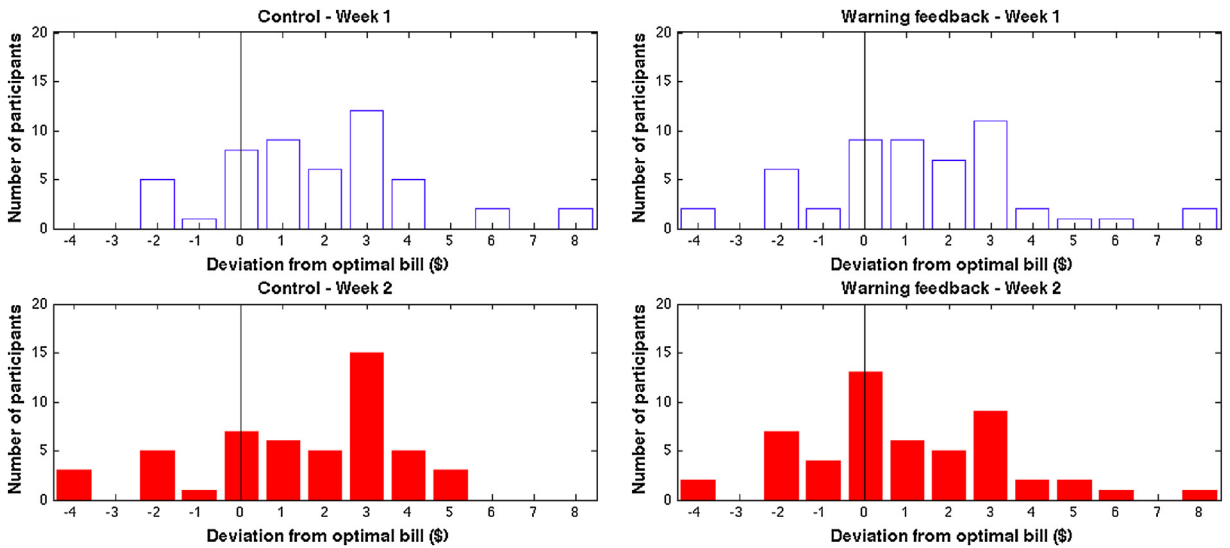 Control - Week 1
Number of participants
20
15
10
5
0
-4 -3 -2 -1 0 1 2 3 4 5 6 7 8
Deviation from optimal bill ($)
Warning feedback - Week 1
Number of participants
20
15
10
5
0
-4 -3 -2 -1 0 1 2 3 4 5 6 7 8
Deviation from optimal bill ($)
Control - Week 2
Number of participants
20
15
10
5
0
-4 -3 -2 -1 0 1 2 3 4 5 6 7 8
Deviation from optimal bill ($)
Warning feedback - Week 2
Number of participants
20
15
10
5
0
-4 -3 -2 -1 0 1 2 3 4 5 6 7 8
Deviation from optimal bill ($)